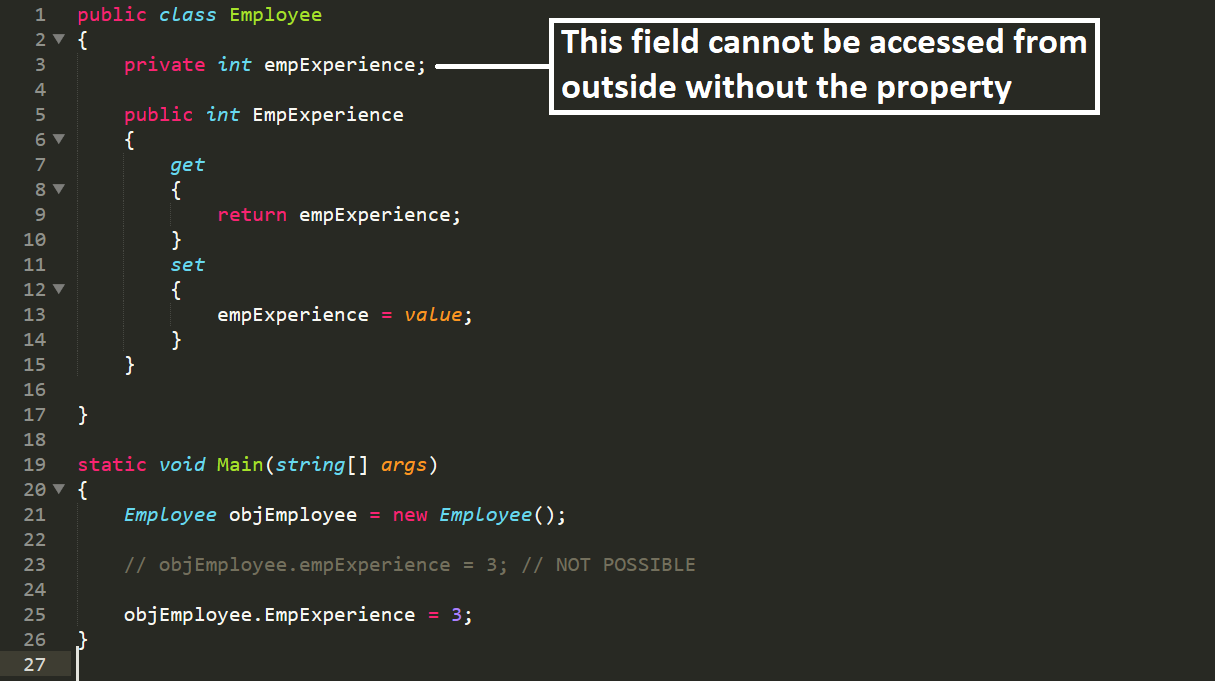 1 public class Employee
2 {
3 private int empExperience;
This field cannot be accessed from
outside without the property
4
5 public int EmpExperience
6 {
7 get
8 {
9 return empExperience;
10 }
11 set
12 {
13 empExperience = value;
14 }
15 }
16
17 }
18
19 static void Main(string[] args)
20 {
21 Employee objEmployee = new Employee();
22
23 // objEmployee.empExperience = 3; // NOT POSSIBLE
24
25 objEmployee.EmpExperience = 3;
26 }
27